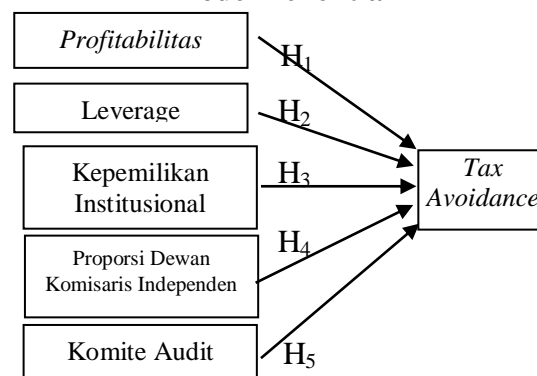 Profitabilitas
H1
Leverage
H2
Kepemilikan
Institusional
H3
Tax
Avoidance
Proporsi Dewan
Komisaris Independen
H4
Komite Audit
H5